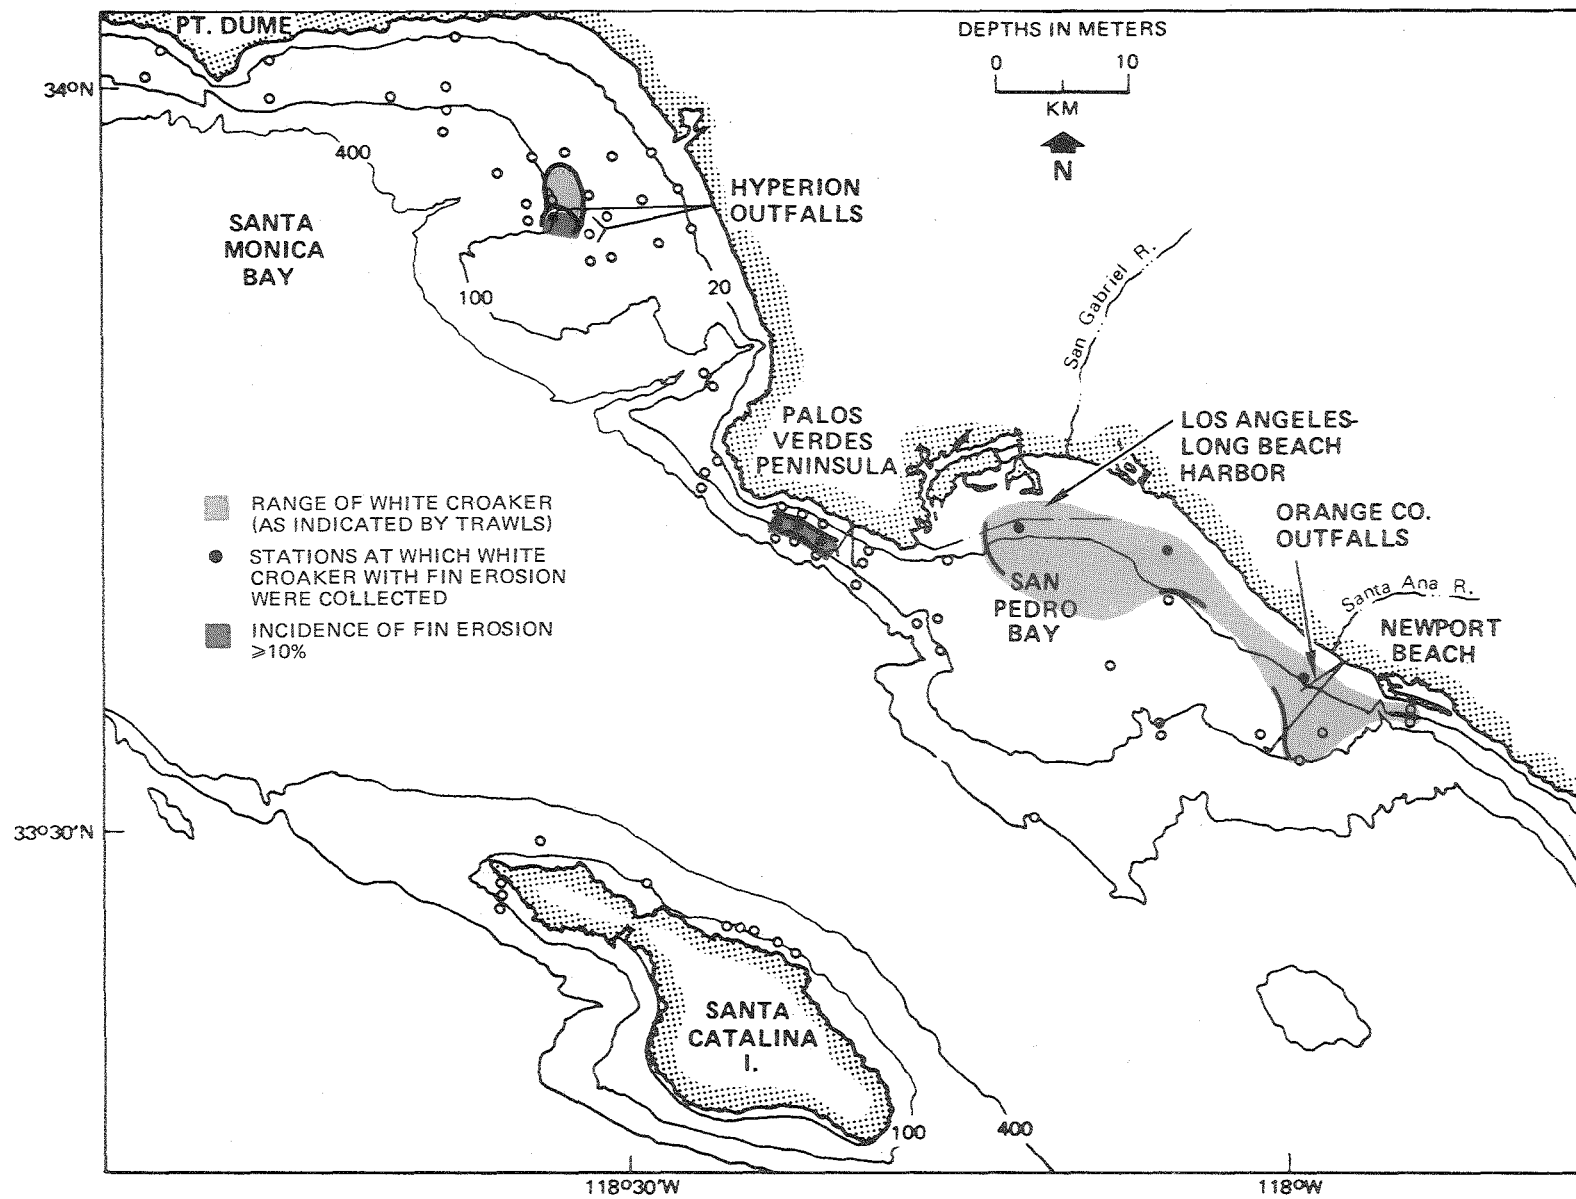 PT. DUME
DEPTHS IN METERS
0 10
KM
N
34°N
400
HYPERION
OUTFALLS
SANTA
MONICA
BAY
100
20
San Gabriel R.
PALOS
VERDES
PENINSULA
LOS ANGELES-
LONG BEACH
HARBOR
RANGE OF WHITE CROAKER
(AS INDICATED BY TRAWLS)
STATIONS AT WHICH WHITE
CROAKER WITH FIN EROSION
WERE COLLECTED
INCIDENCE OF FIN EROSION
⩾10%
ORANGE CO.
OUTFALLS
SAN
PEDRO
BAY
Santa Ana R.
NEWPORT
BEACH
33°30'N
SANTA
CATALINA
I.
100
400
118°30'W
118°W